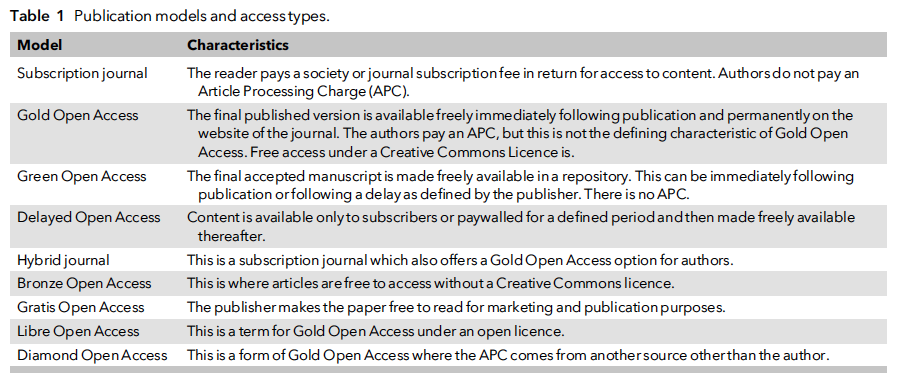 Table 1 Publication models and access types.
Model Characteristics
Subscription journal The reader pays a society or journal subscription fee in return for access to content. Authors do not pay an
Article Processing Charge (APC).
Gold Open Access The final published version is available freely immediately following publication and permanently on the
website of the journal. The authors pay an APC, but this is not the defining characteristic of Gold Open
Access. Free access under a Creative Commons Licence is.
Green Open Access The final accepted manuscript is made freely available in a repository. This can be immediately following
publication or following a delay as defined by the publisher. There is no APC.
Delayed Open Access Content is available only to subscribers or paywalled for a defined period and then made freely available
thereafter.
Hybrid journal This is a subscription journal which also offers a Gold Open Access option for authors.
Bronze Open Access This is where articles are free to access without a Creative Commons licence.
Gratis Open Access The publisher makes the paper free to read for marketing and publication purposes.
Libre Open Access This is a term for Gold Open Access under an open licence.
Diamond Open Access This is a form of Gold Open Access where the APC comes from another source other than the author.